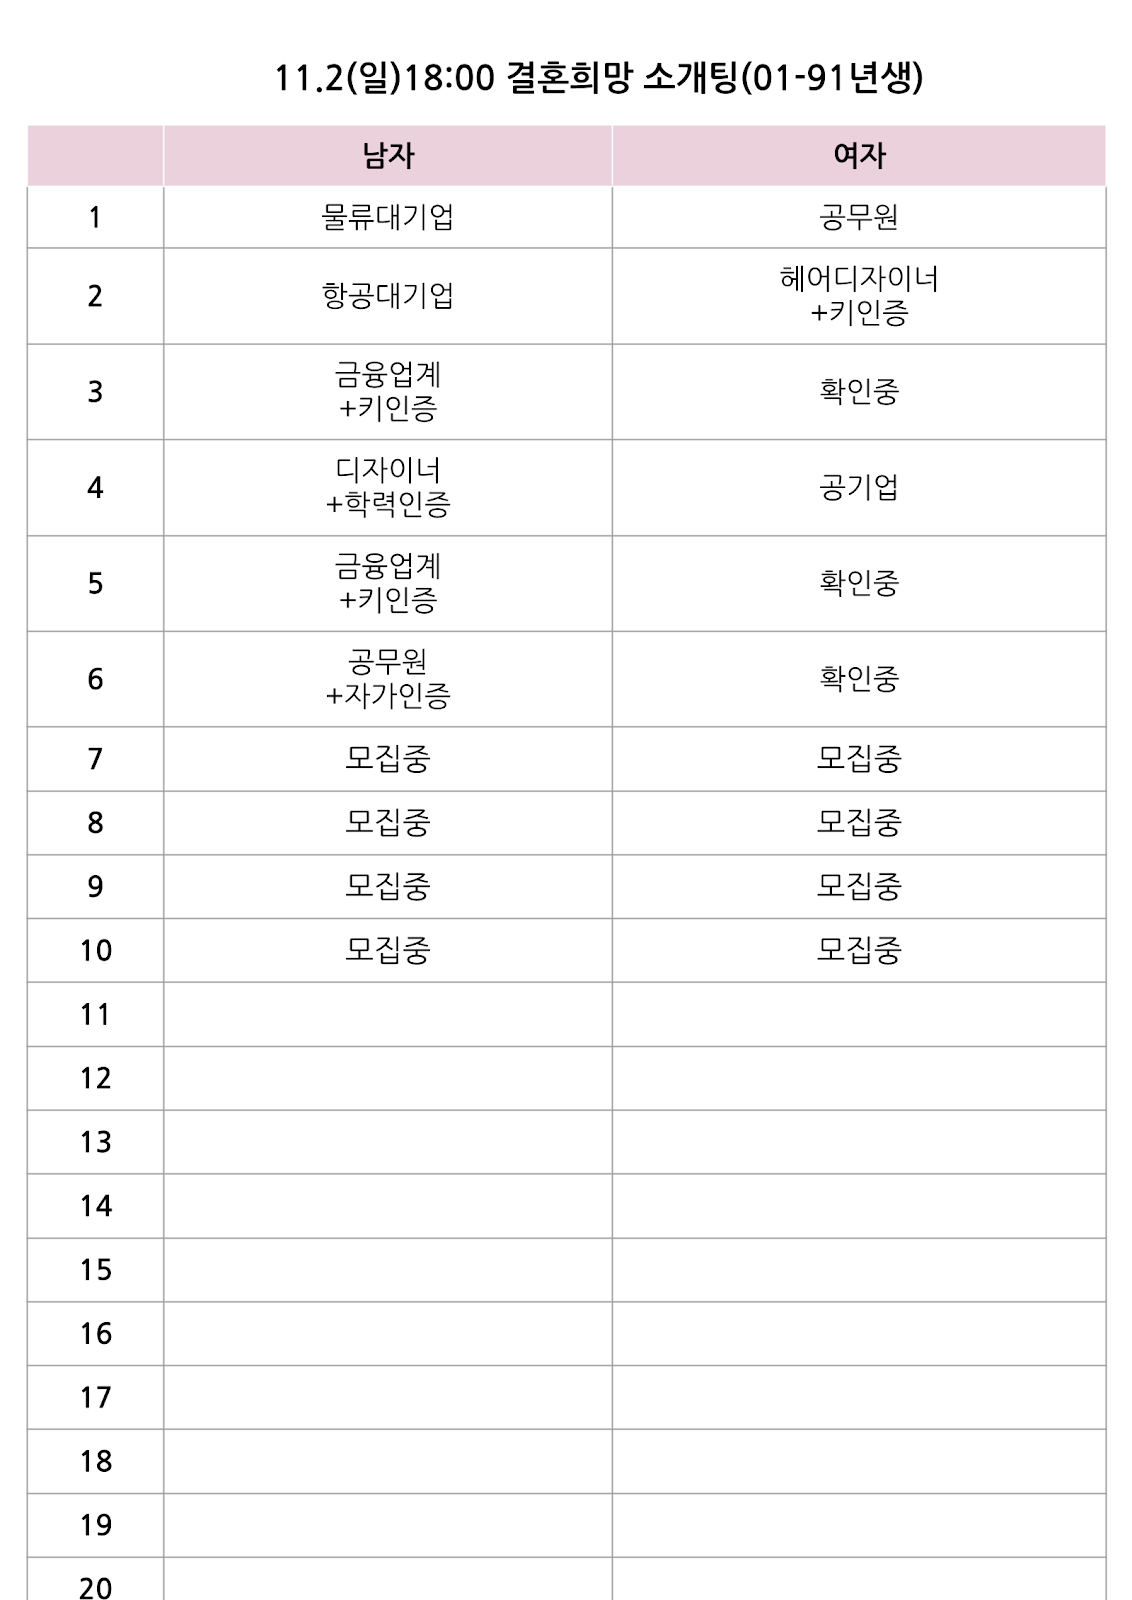 11.2(일)18:00 결혼희망 소개팅(01-91년생)
남자 여자
1 물류대기업 공무원
2 항공대기업 헤어디자이너
+키인증
3 금융업계
+키인증 확인중
4 디자이너
+학력인증 공기업
5 금융업계
+키인증 확인중
6 공무원
+자가인증 확인중
7 모집중 모집중
8 모집중 모집중
9 모집중 모집중
10 모집중 모집중
11
12
13
14
15
16
17
18
19
20